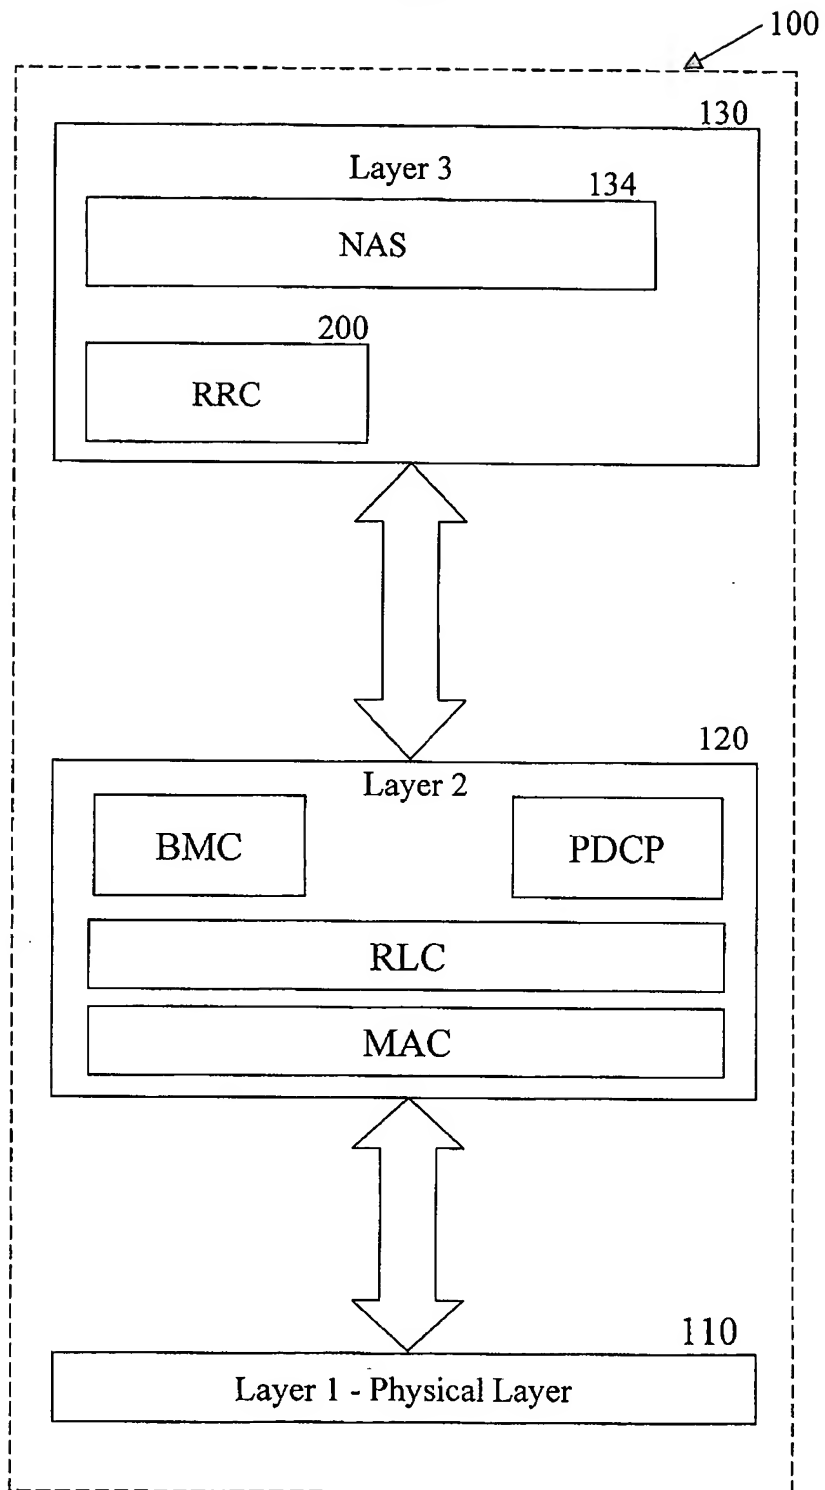 100
130
Layer 3
134
NAS
200
RRC
120
Layer 2
BMC
PDCP
RLC
MAC
110
Layer 1 - Physical Layer